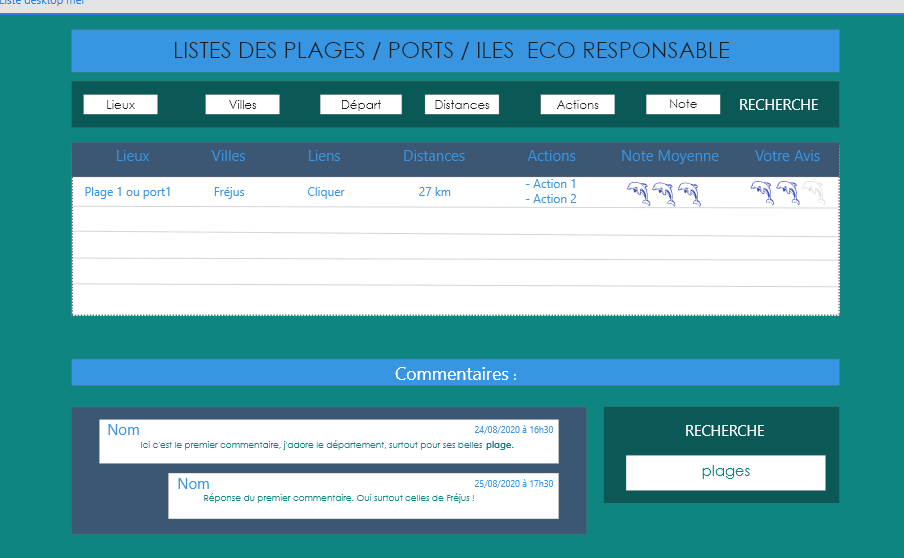 Liste desktop mer
LISTES DES PLAGES / PORTS / ILES ECO RESPONSABLE
Lieux Villes Départ Distances Actions Note RECHERCHE
Lieux Villes Liens Distances Actions Note Moyenne Votre Avis
Plage 1 ou port1 Fréjus Cliquer 27 km - Action 1
- Action 2
Commentaires :
Nom 24/08/2020 à 16h30
Ici c'est le premier commentaire, j'adore le département, surtout pour ses belles plage.
Nom 25/08/2020 à 17h30
Réponse du premier commentaire. Oui surtout celles de Fréjus !
RECHERCHE
plages